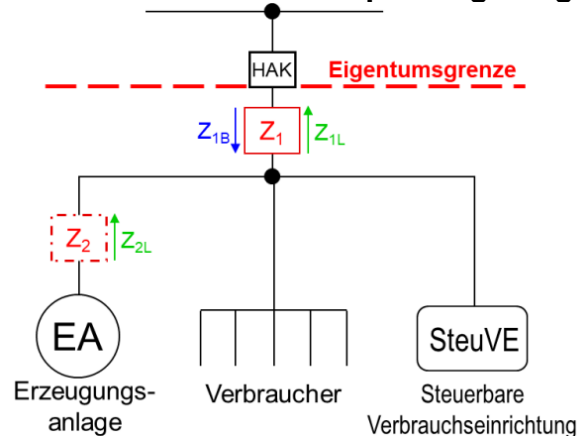 HAK
Eigentumsgrenze
Z1B
Z1
Z1L
Z2
Z2L
EA
SteuVE
Erzeugungs-
anlage
Verbraucher
Steuerbare
Verbrauchseinrichtung